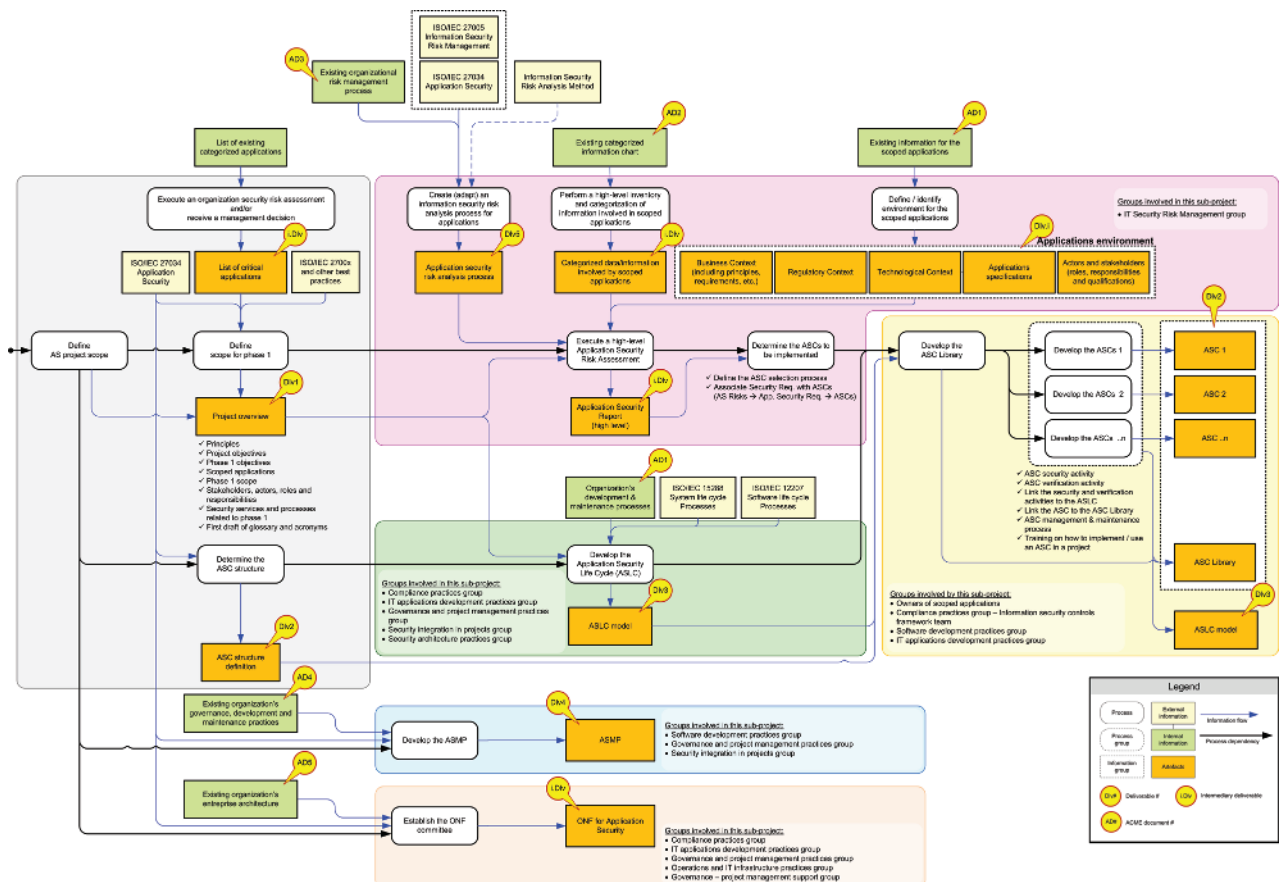 ISO/IEC 27005
Information Security
Risk Management
AD3
Existing organizational
risk management
process
ISO/IEC 27034
Application Security
Information Security
Risk Analysis Method
AD2
AD1
List of existing
categorized applications
Existing categorized
information chart
Existing information for the
scoped applications
Execute an organization security risk assessment
and/or
receive a management decision
Create (adapt) an
information security risk
analysis process for
applications
Perform a high-level inventory
and categorization of
information involved in scoped
applications
Define / identify
environment for the
scoped applications
Groups involved in this sub-project:
• IT Security Risk Management group
i.Div
Div5
i.Div
Div.i
Applications environment
ISO/IEC 27034
Application
Security
List of critical
applications
ISO/IEC 2700x
and other best
practices
Application security
risk analysis process
Categorized data/information
involved by scoped
applications
Business Context
(including principles,
requirements, etc.)
Regulatory Context
Technological Context
Applications
specifications
Actors and stakeholders
(roles, responsibilities
and qualifications)
Div2
Define
AS project scope
Define
scope for phase 1
Execute a high-level
Application Security
Risk Assessment
Determine the ASCs to
be implemented
Develop the
ASC Library
Develop the ASCs 1
ASC 1
✓ Define the ASC selection process
✓ Associate Security Req. with ASCs
(AS Risks → App. Security Req. → ASCs)
Div1
i.Div
Project overview
Application Security
Report
(high level)
Develop the ASCs 2
ASC 2
Develop the ASCs ..n
ASC ..n
✓ Principles
✓ Project objectives
✓ Phase 1 objectives
✓ Scoped applications
✓ Phase 1 scope
✓ Stakeholders, actors, roles and
responsibilities
✓ Security services and processes
related to phase 1
✓ First draft of glossary and acronyms
AD1
Organization's
development &
maintenance processes
ISO/IEC 15288
System life cycle
Processes
ISO/IEC 12207
Software life cycle
Processes
✓ ASC security activity
✓ ASC verification activity
✓ Link the security and verification
activities to the ASLC
✓ Link the ASC to the ASC Library
✓ ASC management & maintenance
process
✓ Training on how to implement / use
an ASC in a project
Determine the
ASC structure
Develop the
Application Security
Life Cycle (ASLC)
ASC Library
Groups involved in this sub-project:
• Compliance practices group
• IT applications development practices group
• Governance and project management practices
group
• Security integration in projects group
• Security architecture practices group
Div3
ASLC model
Groups involved by this sub-project:
• Owners of scoped applications
• Compliance practices group – Information security controls
framework team
• Software development practices group
• IT applications development practices group
Div3
ASLC model
Div2
ASC structure
definition
AD4
Existing organization's
governance, development and
maintenance practices
Develop the ASMP
Div4
ASMP
Groups involved in this sub-project:
• Software development practices group
• Governance and project management practices group
• Security integration in projects group
AD5
Existing organization's
entreprise architecture
Establish the ONF
committee
i.Div
ONF for Application
Security
Groups involved in this sub-project:
• Compliance practices group
• IT applications development practices group
• Governance and project management practices group
• Operations and IT infrastructure practices group
• Governance – project management support group
Legend
Process
External
information
Information flow
Process
group
Internal
information
Process dependency
Information
group
Artefacts
Div#
Deliverable #
i.Div
Intermediary deliverable
AD#
ACME document #